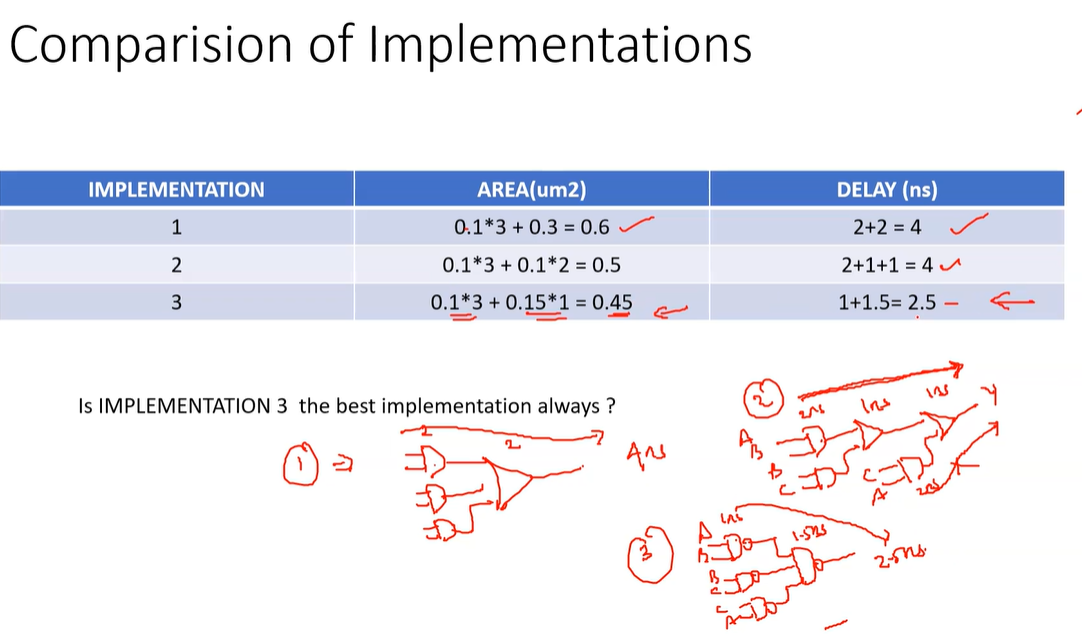 Comparision of Implementations
IMPLEMENTATION AREA(um2) DELAY (ns)
1 0.1*3 + 0.3 = 0.6 2+2 = 4
2 0.1*3 + 0.1*2 = 0.5 2+1+1 = 4
3 0.1*3 + 0.15*1 = 0.45 1+1.5= 2.5
Is IMPLEMENTATION 3 the best implementation always ?
1
2
2
4ns
2
2ns
1ns
1ns
Y
A
B
B
C
C
A
2ns
3
1ns
A
B
1.5ns
B
C
C
A
2.5ns